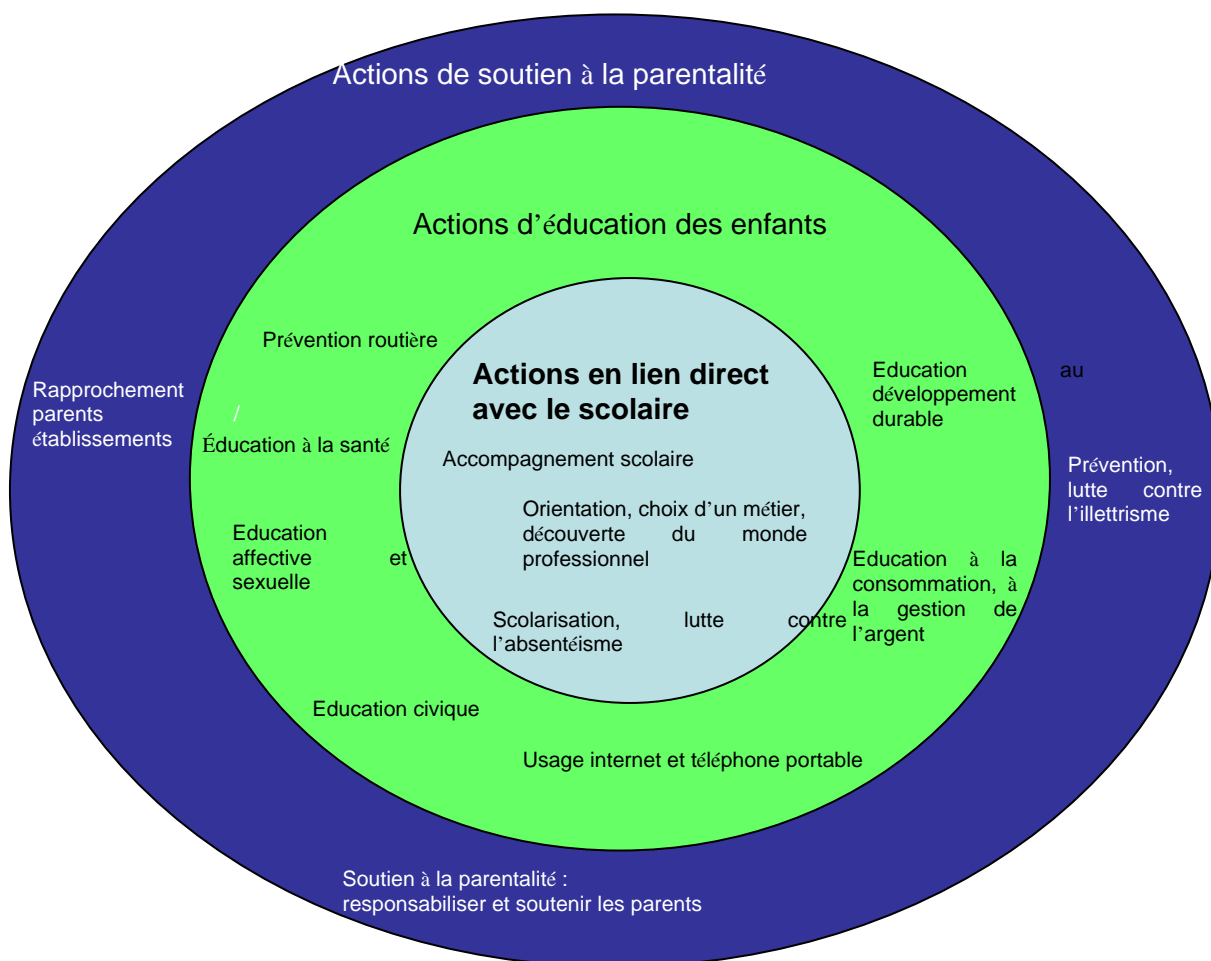 Actions de soutien à la parentalité
Actions d’éducation des enfants
Prévention routière
Éducation à la santé
Education
affective et
sexuelle
Education civique
Usage internet et téléphone portable
Education au
développement
durable
Education à la
consommation, à
la gestion de
l’argent
Actions en lien direct
avec le scolaire
Accompagnement scolaire
Orientation, choix d’un métier,
découverte du monde
professionnel
Scolarisation, lutte contre
l’absentéisme
Rapprochement
parents /
établissements
Prévention,
lutte contre
l’illettrisme
Soutien à la parentalité :
responsabiliser et soutenir les parents